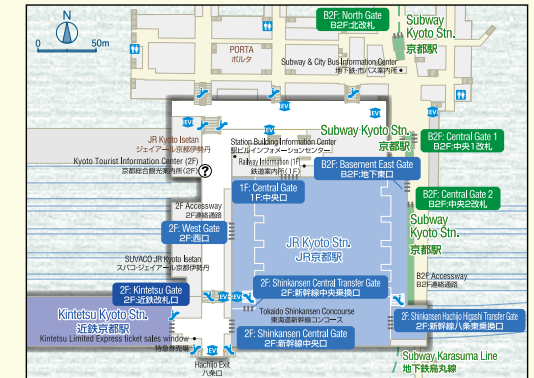 N
0
50m
B2F: North Gate
B2F:北改札
Subway
Kyoto Stn.
京都駅
PORTA
ポルタ
Subway & City Bus Information Center
地下鉄・市バス案内所
EV
EV
EV
EV
EV
JR Kyoto Isetan
ジェイアール京都伊勢丹
Station Building Information Center
駅ビルインフォメーションセンター
Subway Kyoto Stn.
京都駅
B2F: Central Gate 1
B2F:中央1改札
Kyoto Tourist Information Center (2F)
京都総合観光案内所(2F)
?
Railway Information (1F)
鉄道案内所(1F)
B2F: Basement East Gate
B2F:地下東口
1F: Central Gate
1F:中央口
B2F: Central Gate 2
B2F:中央2改札
2F Accessway
2F連絡通路
Subway
Kyoto Stn.
京都駅
2F: West Gate
2F:西口
JR Kyoto Stn.
JR京都駅
SUVACO JR Kyoto Isetan
スバコ・ジェイアール京都伊勢丹
B2F Accessway
B2F連絡通路
2F: Kintetsu Gate
2F:近鉄改札口
2F: Shinkansen Central Transfer Gate
2F:新幹線中央乗換口
EV
EV
Kintetsu Kyoto Stn.
近鉄京都駅
Tokaido Shinkansen Concourse
東海道新幹線コンコース
2F: Shinkansen Hachijo Higashi Transfer Gate
2F:新幹線八条東乗換口
Kintetsu Limited Express ticket sales window
特急券売場
2F: Shinkansen Central Gate
2F:新幹線中央口
EV
EV
Hachijo Exit
八条口
Subway Karasuma Line
地下鉄烏丸線